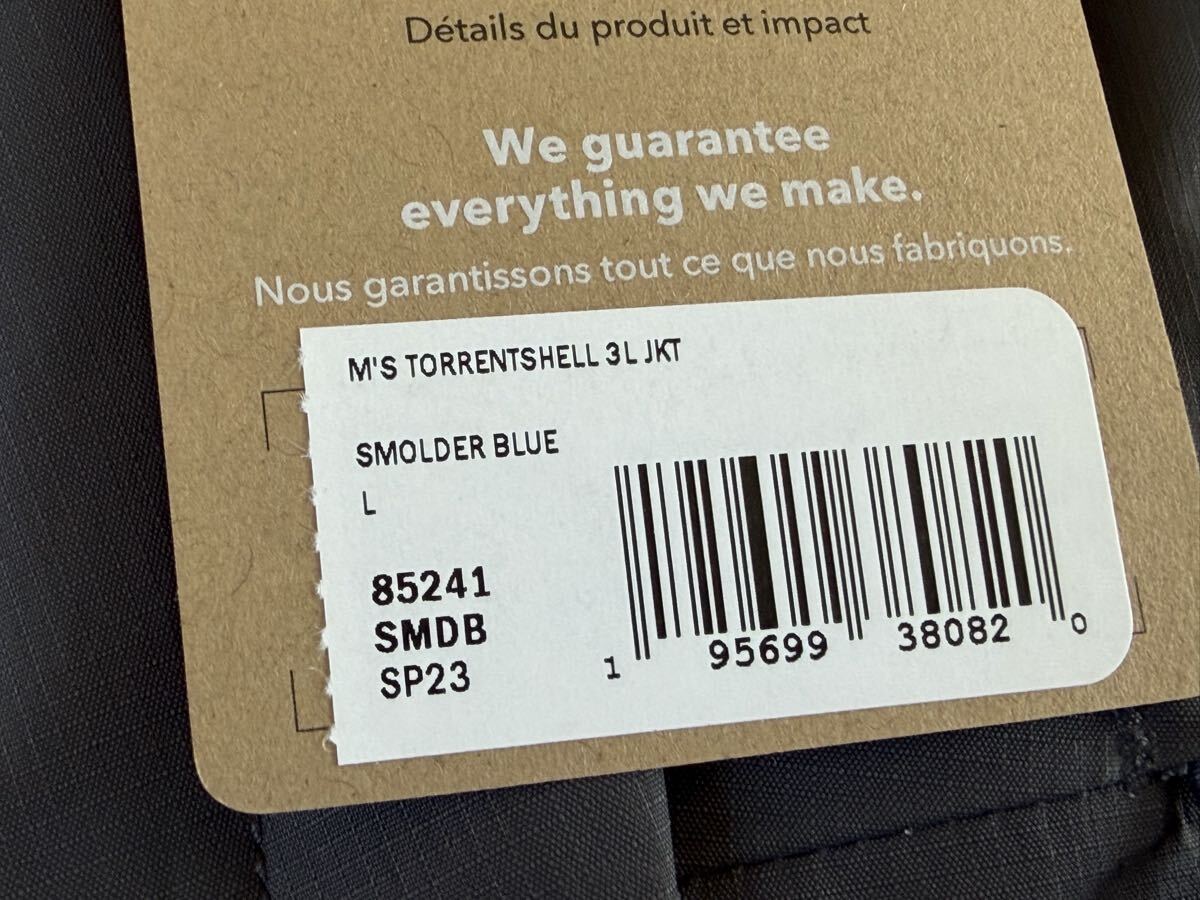 Détails du produit et impact
We guarantee
everything we make.
Nous garantissons tout ce que nous fabriquons.
M'S TORRENTSHELL 3L JKT
SMOLDER BLUE
L
85241
SMDB
SP23
1 95699 38082 0